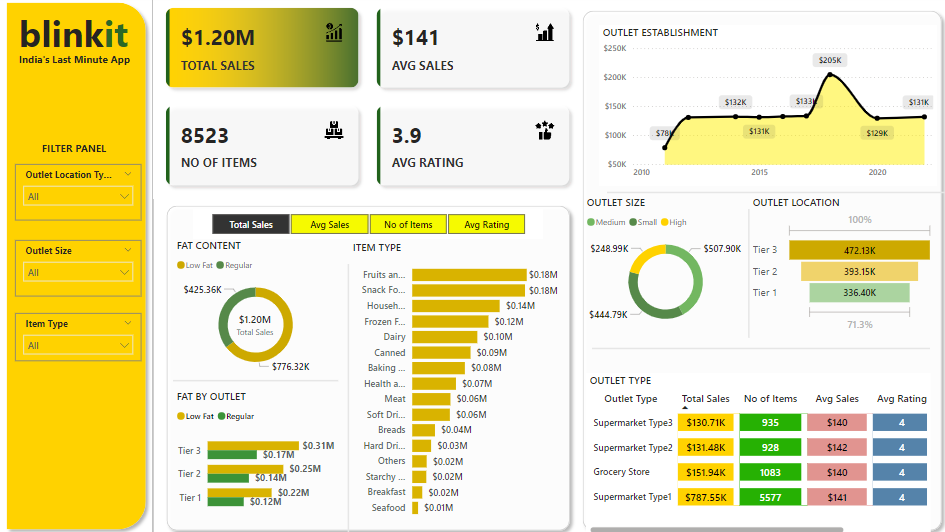 blinkit
India's Last Minute App
FILTER PANEL
Outlet Location Ty...
All
Outlet Size
All
Item Type
All
$1.20M
TOTAL SALES
$141
AVG SALES
8523
NO OF ITEMS
3.9
AVG RATING
Total Sales Avg Sales No of Items Avg Rating
FAT CONTENT
Low Fat Regular
$425.36K
$1.20M
Total Sales
$776.32K
FAT BY OUTLET
Low Fat Regular
Tier 3 $0.31M
$0.17M
Tier 2 $0.25M
$0.14M
Tier 1 $0.22M
$0.12M
ITEM TYPE
Fruits an... $0.18M
Snack Fo... $0.18M
Househ... $0.14M
Frozen F... $0.12M
Dairy $0.10M
Canned $0.09M
Baking ... $0.08M
Health a... $0.07M
Meat $0.06M
Soft Dri... $0.06M
Breads $0.04M
Hard Dri... $0.03M
Others $0.02M
Starchy ... $0.02M
Breakfast $0.02M
Seafood $0.01M
OUTLET ESTABLISHMENT
$250K
$200K
$150K
$100K
$50K
$78K
$132K
$131K
$133K
$205K
$129K
$131K
2010 2015 2020
OUTLET SIZE
Medium Small High
$248.99K
$507.90K
$444.79K
OUTLET LOCATION
100%
Tier 3 472.13K
Tier 2 393.15K
Tier 1 336.40K
71.3%
OUTLET TYPE
Outlet Type Total Sales No of Items Avg Sales Avg Rating
Supermarket Type3 $130.71K 935 $140 4
Supermarket Type2 $131.48K 928 $142 4
Grocery Store $151.94K 1083 $140 4
Supermarket Type1 $787.55K 5577 $141 4